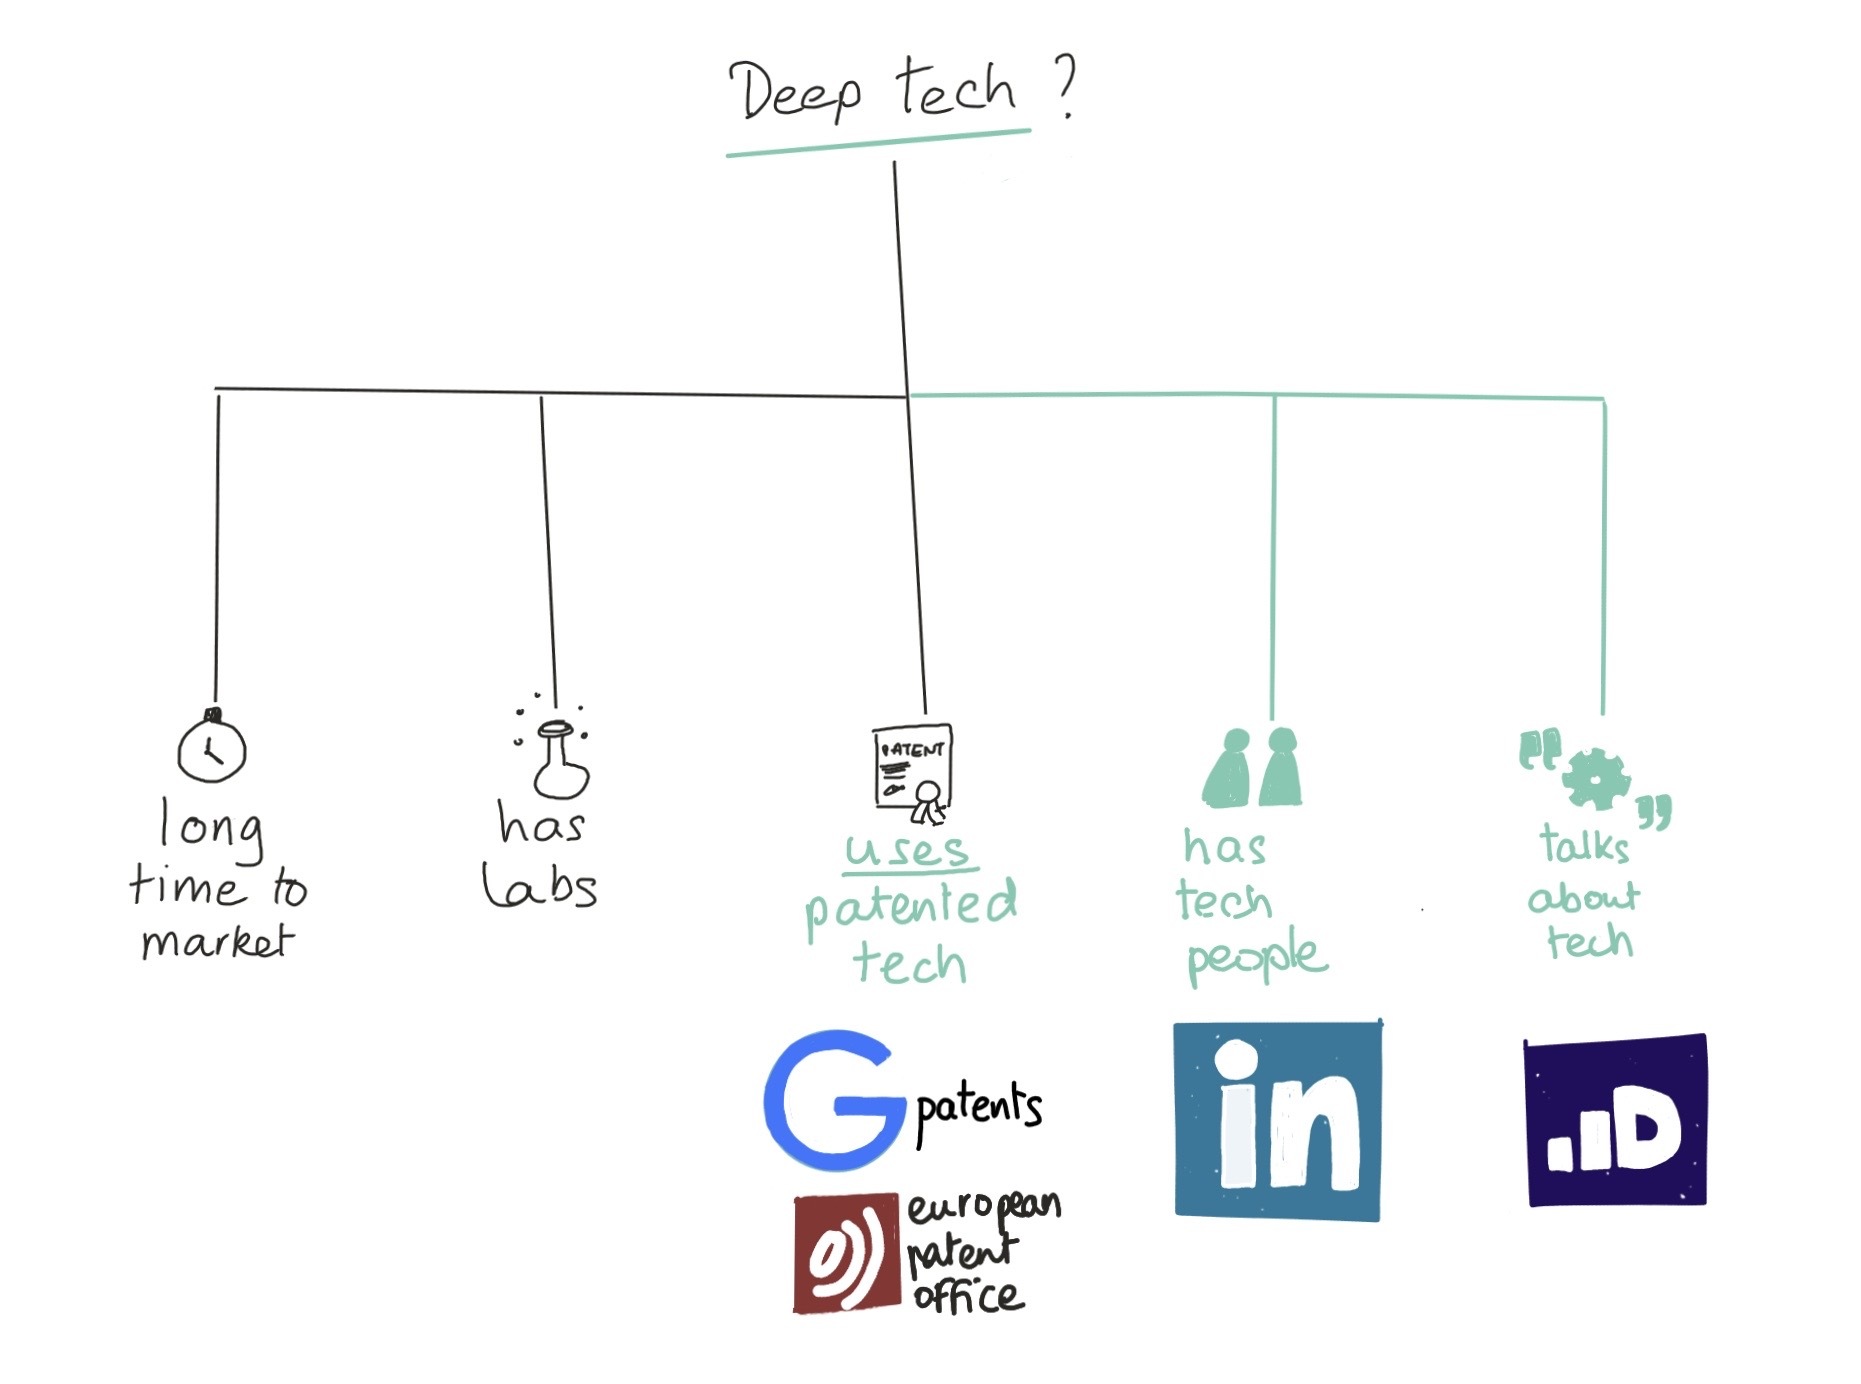 Deep tech ?
long
time to
market
has
labs
PATENT
uses
patented
tech
has
tech
people
talks
about
tech
G patents
european
patent
office
in
D